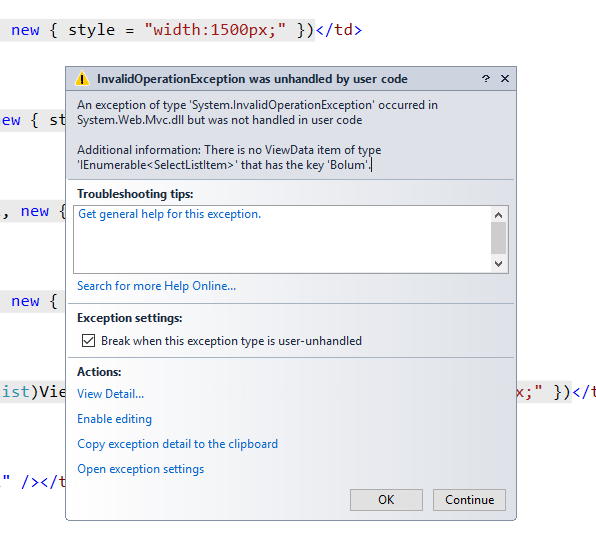 new { style = "width:1500px;" })</td>
InvalidOperationException was unhandled by user code
An exception of type 'System.InvalidOperationException' occurred in
System.Web.Mvc.dll but was not handled in user code
new { st
Additional information: There is no ViewData item of type
'IEnumerable<SelectListItem>' that has the key 'Bolum'.
Troubleshooting tips:
, new {
Get general help for this exception.
Search for more Help Online...
new {
Exception settings:
Break when this exception type is user-unhandled
Actions:
ist)Vie
x;" })</t
View Detail...
Enable editing
Copy exception detail to the clipboard
Open exception settings
" /></t
OK
Continue